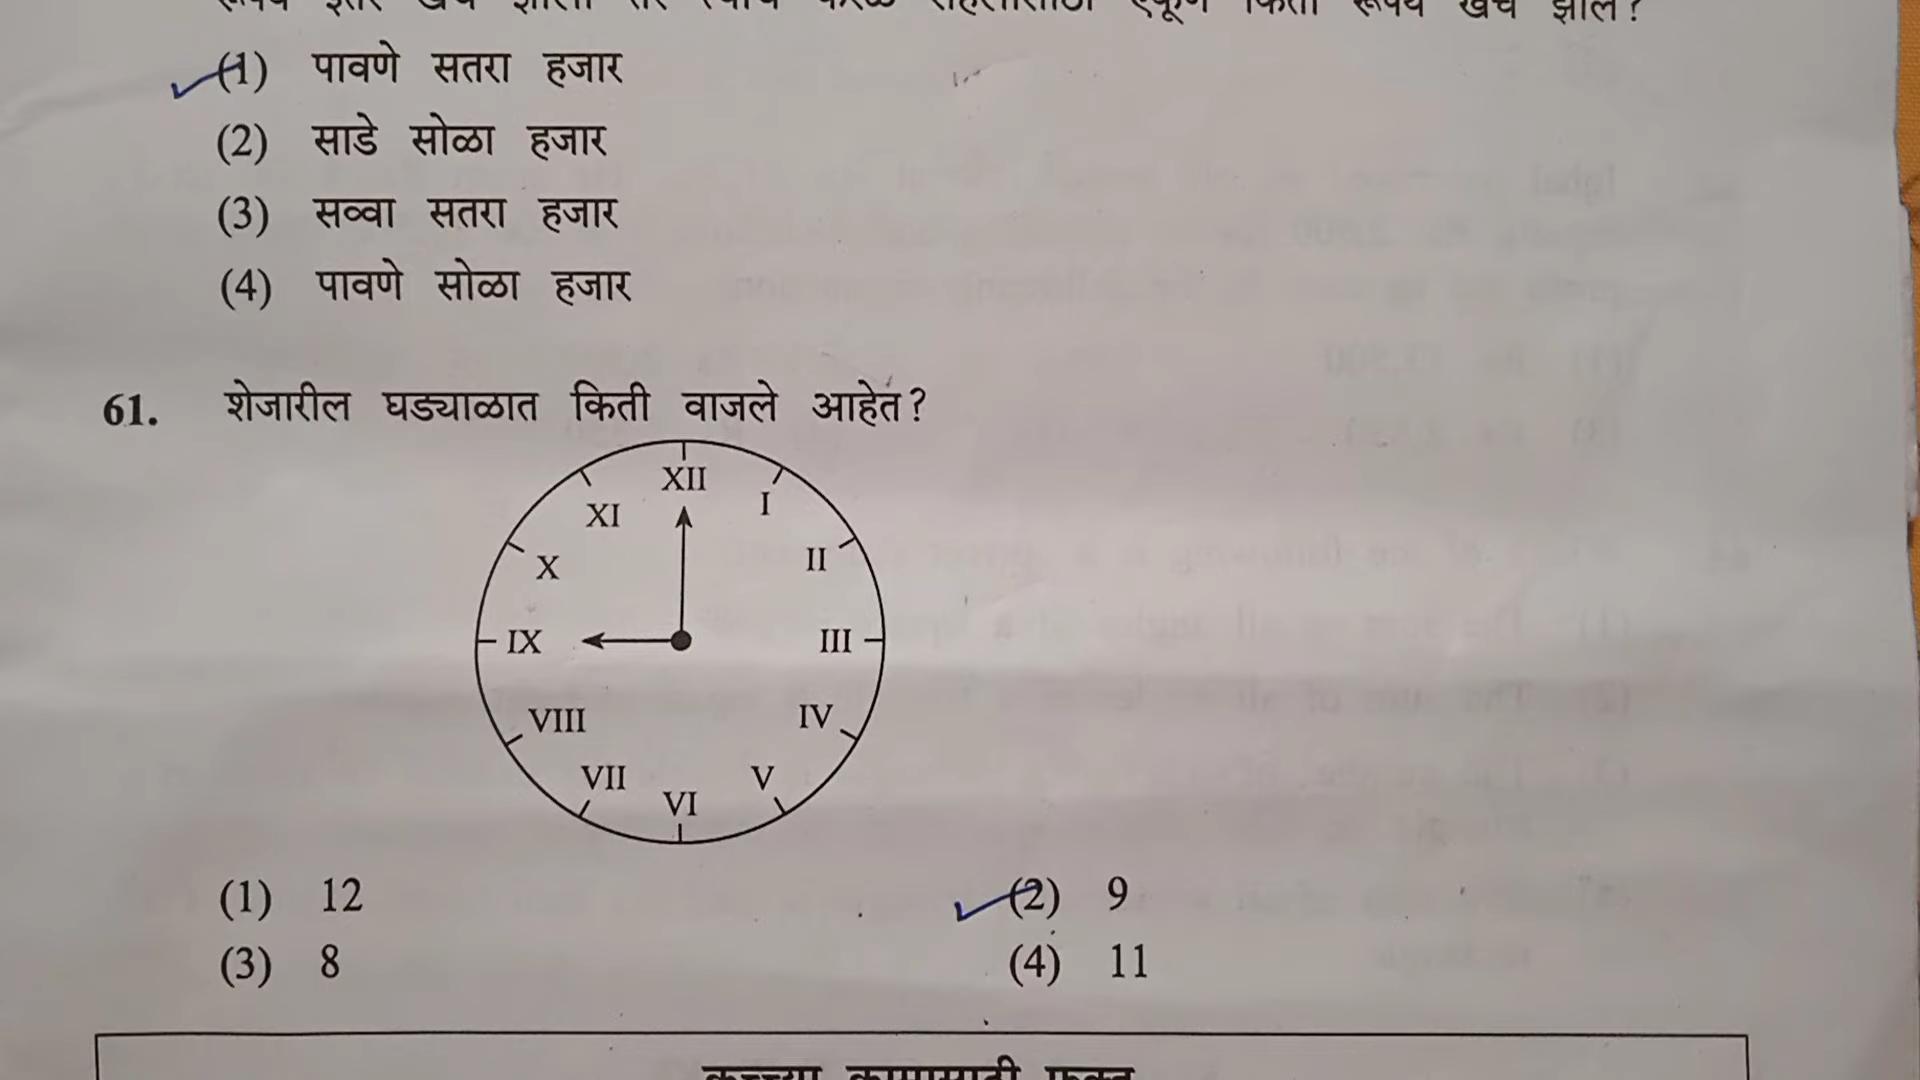 (1) पावणे सतरा हजार
(2) साडे सोळा हजार
(3) सव्वा सतरा हजार
(4) पावणे सोळा हजार
61. शेजारील घड्याळात किती वाजले आहेत?
XII
XI I
X II
IX III
VIII IV
VII V
VI
(1) 12 (2) 9
(3) 8 (4) 11